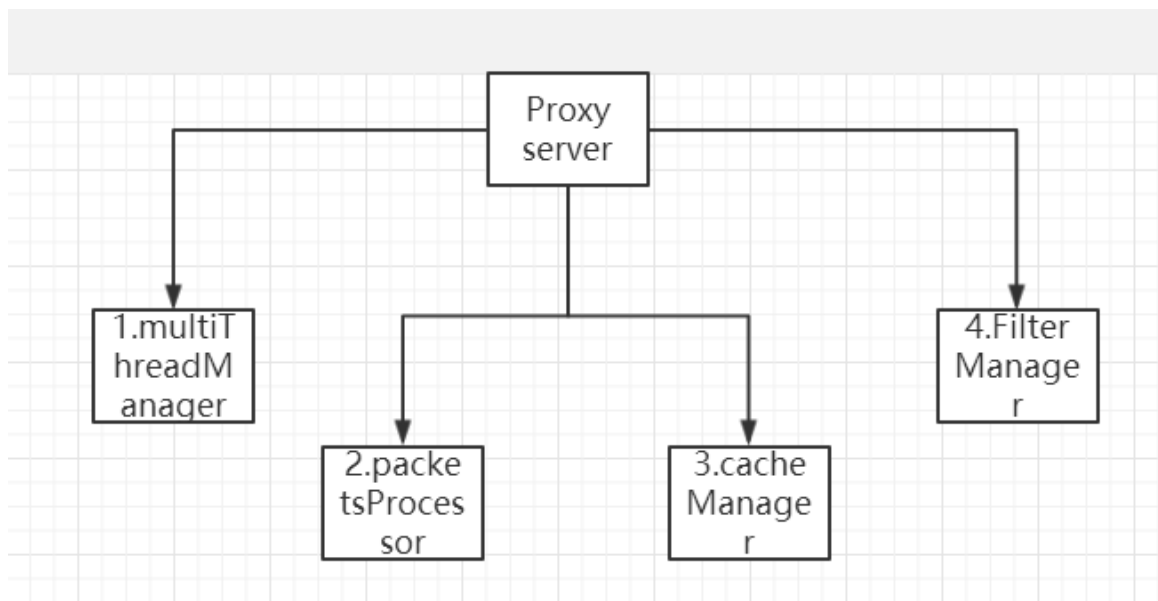 Proxy
server
1.multiT
hreadM
anager
4.Filter
Manage
r
2.packe
tsProces
sor
3.cache
Manage
r